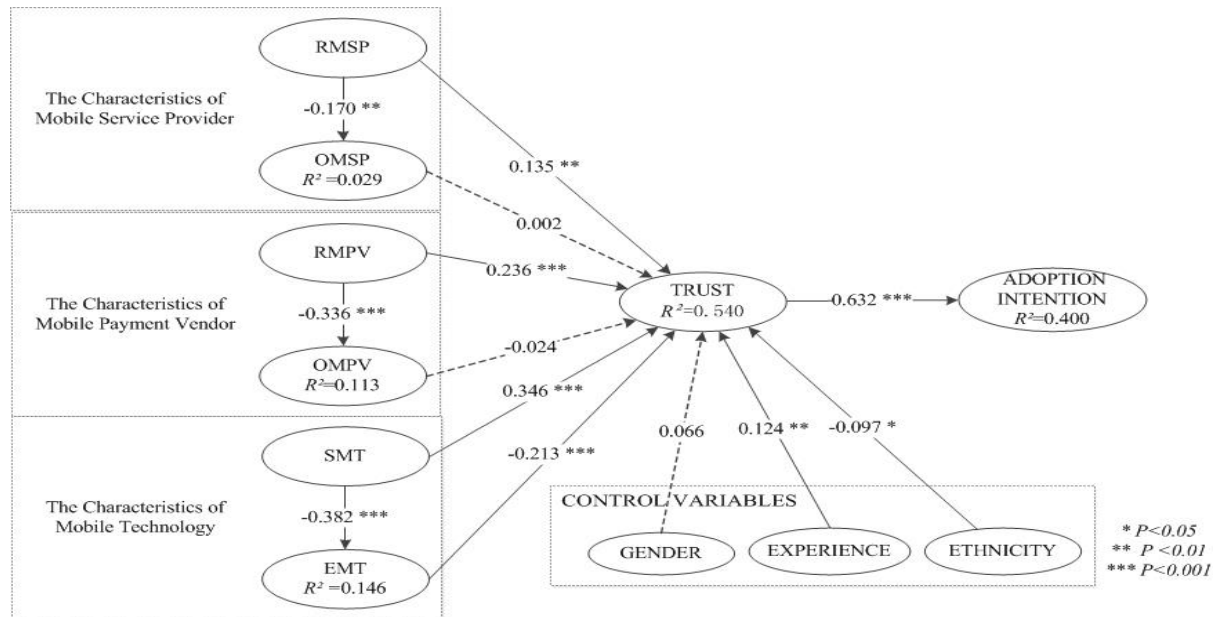 RMSP
The Characteristics of
Mobile Service Provider
-0.170 **
OMSP
R² =0.029
0.135 **
0.002
RMPV
The Characteristics of
Mobile Payment Vendor
-0.336 ***
OMPV
R²=0.113
0.236 ***
-0.024
TRUST
R²=0.540
0.632 ***
ADOPTION
INTENTION
R²=0.400
SMT
The Characteristics of
Mobile Technology
-0.382 ***
EMT
R² =0.146
0.346 ***
-0.213 ***
0.066
0.124 **
-0.097 *
CONTROL VARIABLES
GENDER
EXPERIENCE
ETHNICITY
* P<0.05
** P <0.01
*** P<0.001